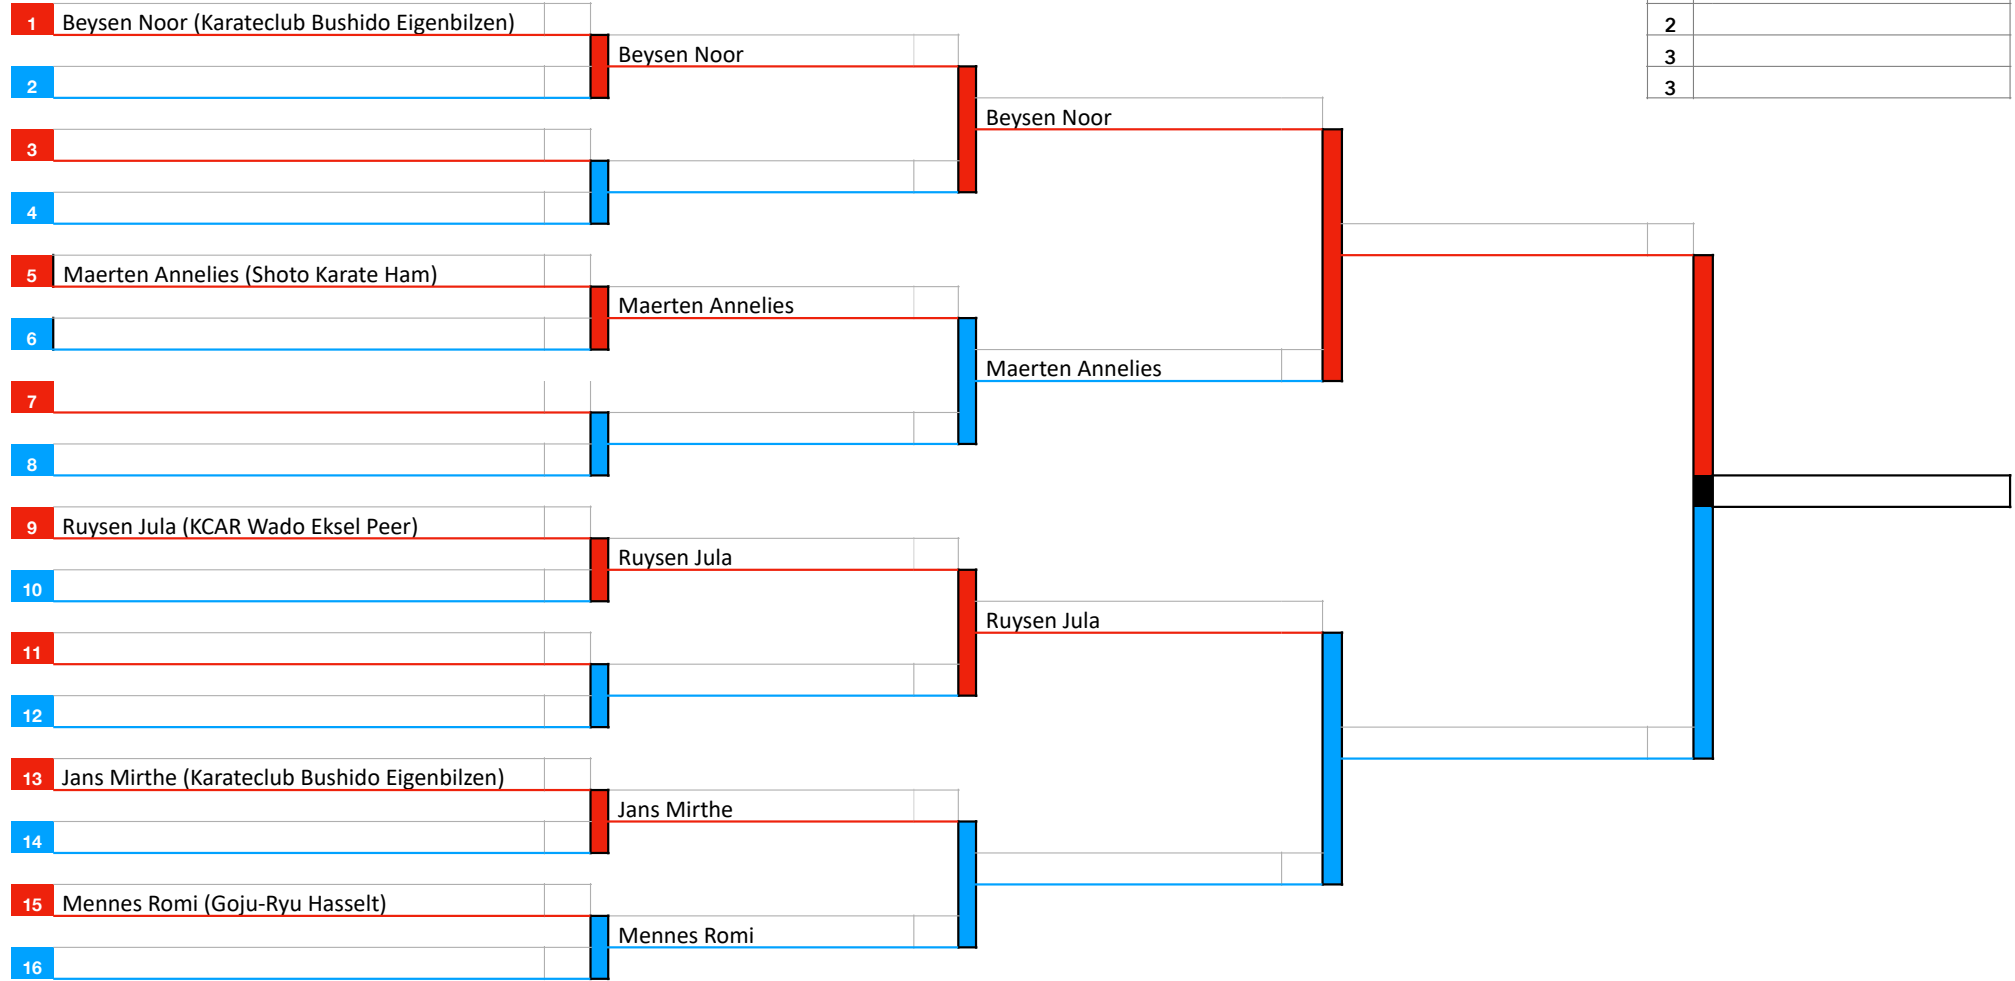 1 Beysen Noor (Karateclub Bushido Eigenbilzen)
2
Beysen Noor
2
3
3
Beysen Noor
3
4
5 Maerten Annelies (Shoto Karate Ham)
Maerten Annelies
6
Maerten Annelies
7
8
9 Ruysen Jula (KCAR Wado Eksel Peer)
Ruysen Jula
10
Ruysen Jula
11
12
13 Jans Mirthe (Karateclub Bushido Eigenbilzen)
Jans Mirthe
14
15 Mennes Romi (Goju-Ryu Hasselt)
Mennes Romi
16